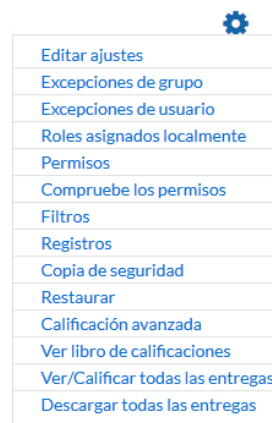 Editar ajustes
Excepciones de grupo
Excepciones de usuario
Roles asignados localmente
Permisos
Compruebe los permisos
Filtros
Registros
Copia de seguridad
Restaurar
Calificación avanzada
Ver libro de calificaciones
Ver/Calificar todas las entregas
Descargar todas las entregas